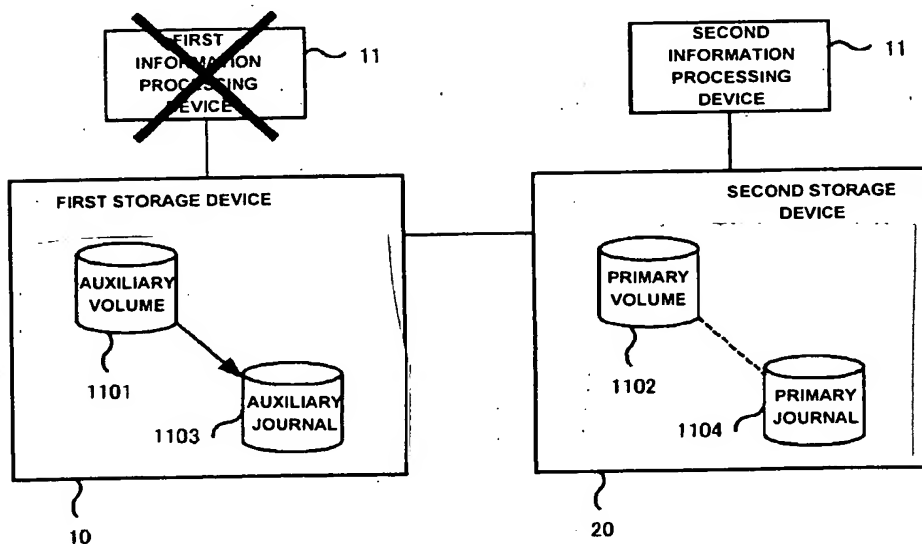 FIRST
INFORMATION
PROCESSING
DEVICE
11
SECOND
INFORMATION
PROCESSING
DEVICE
11
FIRST STORAGE DEVICE
AUXILIARY
VOLUME
1101
AUXILIARY
JOURNAL
1103
10
SECOND STORAGE
DEVICE
PRIMARY
VOLUME
1102
PRIMARY
JOURNAL
1104
20